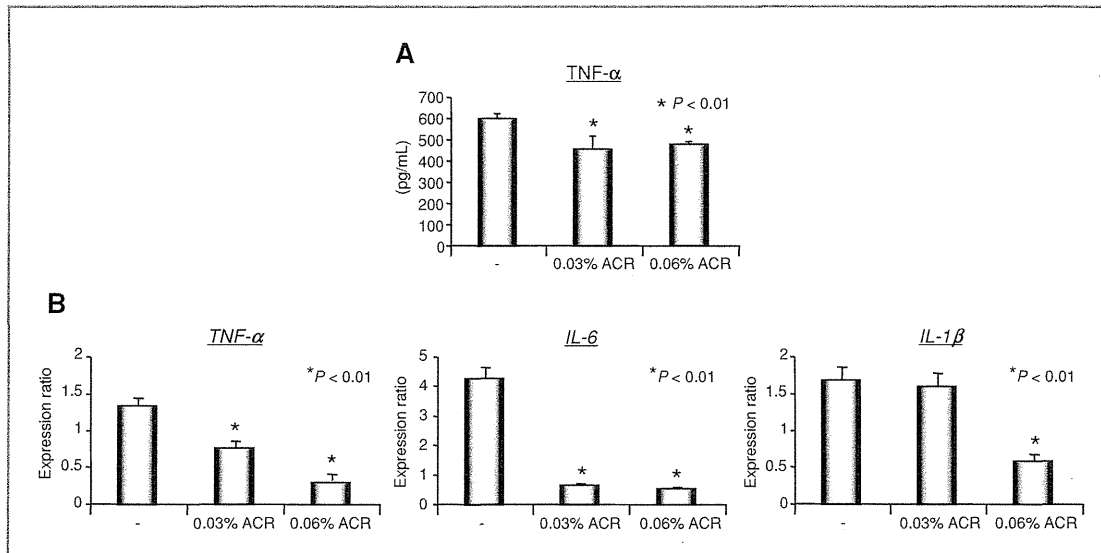 A
TNF-α
700
600
500
400
300
200
100
0
(pg/mL)
* P < 0.01
*
*
-
0.03% ACR
0.06% ACR
B
TNF-α
2
1.5
1
0.5
0
Expression ratio
*P < 0.01
*
*
-
0.03% ACR
0.06% ACR
IL-6
5
4
3
2
1
0
Expression ratio
*P < 0.01
*
*
-
0.03% ACR
0.06% ACR
IL-1β
2
1.5
1
0.5
0
Expression ratio
*P < 0.01
*
-
0.03% ACR
0.06% ACR